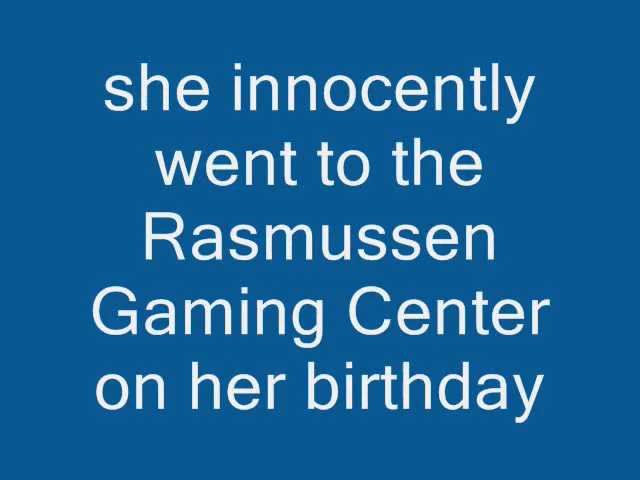 she innocently
went to the
Rasmussen
Gaming Center
on her birthday